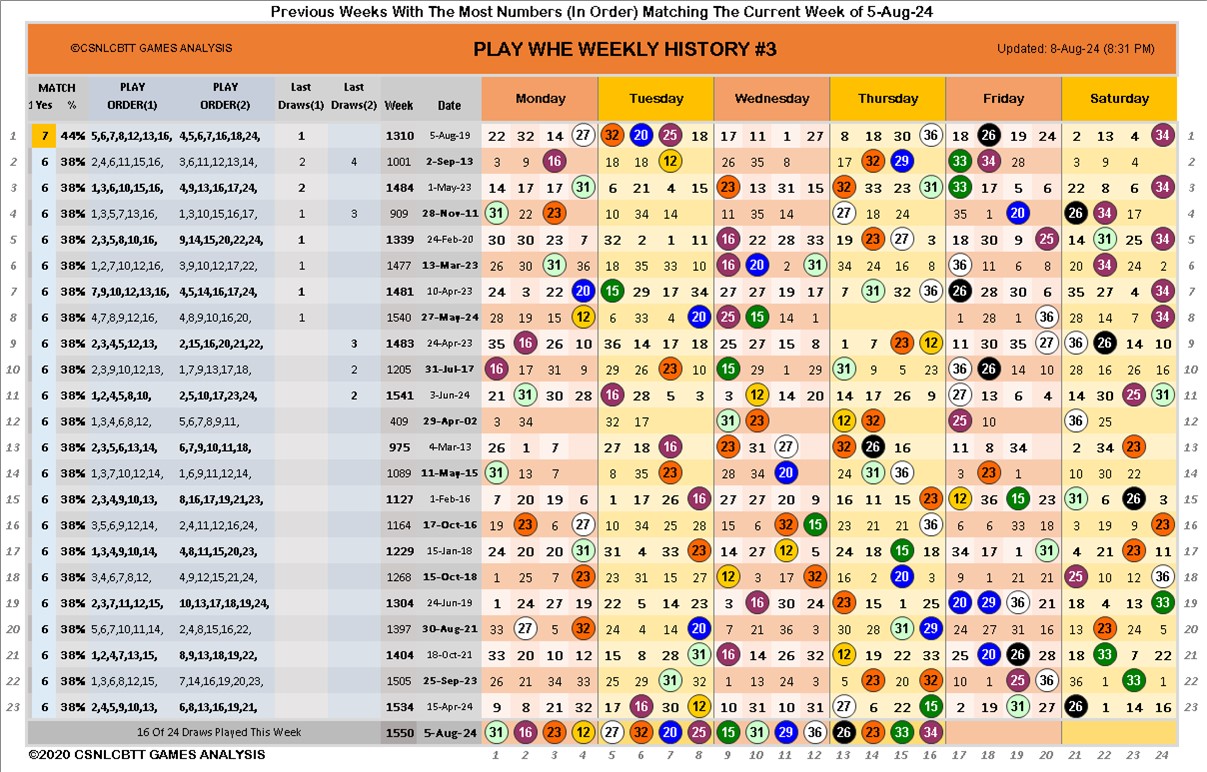 Previous Weeks With The Most Numbers (In Order) Matching The Current Week of 5-Aug-24
©CSNLCBTT GAMES ANALYSIS PLAY WHE WEEKLY HISTORY #3 Updated: 8-Aug-24 (8:31 PM)
MATCH PLAY PLAY Last Last
1 Yes % ORDER(1) ORDER(2) Draws(1) Draws(2) Week Date Monday Tuesday Wednesday Thursday Friday Saturday
1 7 44% 5,6,7,8,12,13,16, 4,5,6,7,16,18,24, 1 1310 5-Aug-19 22 32 14 27 32 20 25 18 17 11 1 27 8 18 30 36 18 26 19 24 2 13 4 34 1
2 6 38% 2,4,6,11,15,16, 3,6,11,12,13,14, 2 4 1001 2-Sep-13 3 9 16 18 18 12 26 35 8 17 32 29 33 34 28 3 9 4 2
3 6 38% 1,3,6,10,15,16, 4,9,13,16,17,24, 2 1484 1-May-23 14 17 17 31 6 21 4 15 23 13 31 15 32 33 23 31 33 17 5 6 22 8 6 34 3
4 6 38% 1,3,5,7,13,16, 1,3,10,15,16,17, 1 3 909 28-Nov-11 31 22 23 10 34 14 11 35 14 27 18 24 35 1 20 26 34 17 4
5 6 38% 2,3,5,8,10,16, 9,14,15,20,22,24, 1 1339 24-Feb-20 30 30 23 7 32 2 1 11 16 22 28 33 19 23 27 3 18 30 9 25 14 31 25 34 5
6 6 38% 1,2,7,10,12,16, 3,9,10,12,17,22, 1 1477 13-Mar-23 26 30 31 36 18 35 33 10 16 20 2 12 34 24 16 8 36 11 6 8 20 34 24 2 6
7 6 38% 7,9,10,12,13,16, 4,5,14,16,17,24, 1 1481 10-Apr-23 24 3 22 20 15 29 17 34 27 27 19 17 7 31 32 36 26 28 30 35 27 4 34 7
8 6 38% 4,7,8,9,12,16, 4,8,9,10,16,20, 1 1540 27-May-24 28 19 15 12 6 33 4 20 25 15 14 1 1 28 1 36 28 14 7 34 8
9 6 38% 2,3,4,5,12,13, 2,15,16,20,21,22, 3 1483 24-Apr-23 35 16 26 10 36 14 17 18 25 27 15 8 1 7 23 12 11 30 35 27 36 26 14 10 9
10 6 38% 2,3,9,10,12,13, 1,7,9,13,17,18, 2 1205 31-Jul-17 16 17 31 9 29 26 23 10 15 29 1 29 31 9 5 23 36 26 14 10 28 16 26 16 10
11 6 38% 1,2,4,5,8,10, 2,5,10,17,23,24, 2 1541 3-Jun-24 21 31 30 28 16 28 5 3 3 12 14 20 14 17 26 9 27 13 6 4 14 30 25 31 11
12 6 38% 1,3,4,6,8,12, 5,6,7,8,9,11, 409 29-Apr-02 3 34 32 17 31 23 12 32 25 10 36 25 12
13 6 38% 2,3,5,6,13,14, 6,7,9,10,11,18, 975 4-Mar-13 26 1 7 27 18 16 23 31 27 32 26 16 11 8 34 2 34 23 13
14 6 38% 1,3,7,10,12,14, 1,6,9,11,12,14, 1089 11-May-15 31 13 7 8 35 23 28 34 20 24 31 36 3 23 1 10 30 22 14
15 6 38% 2,3,4,9,10,13, 8,16,17,19,21,23, 1127 1-Feb-16 7 20 19 6 1 17 26 16 27 27 20 9 16 11 15 23 12 36 15 23 31 6 26 3 15
16 6 38% 3,5,6,9,12,14, 2,4,11,12,16,24, 1164 17-Oct-16 19 23 6 27 10 34 25 28 15 6 32 15 23 21 21 36 6 6 33 18 3 19 9 23 16
17 6 38% 1,3,4,9,10,14, 4,8,11,15,20,23, 1229 15-Jan-18 24 20 20 31 31 4 33 23 14 27 12 5 24 18 15 18 34 17 1 31 4 21 23 11 17
18 6 38% 3,4,6,7,8,12, 4,9,12,15,21,24, 1268 15-Oct-18 1 25 7 23 23 31 15 27 12 3 17 32 16 2 20 3 9 1 21 21 25 10 12 36 18
19 6 38% 2,3,7,11,12,15, 10,13,17,18,19,24, 1304 24-Jun-19 1 24 27 19 22 5 14 23 3 16 30 24 23 15 1 25 20 29 36 21 18 4 13 33 19
20 6 38% 5,6,7,10,11,14, 2,4,8,15,16,22, 1397 30-Aug-21 33 27 5 32 24 4 14 20 7 21 36 3 30 28 31 29 24 27 31 16 13 23 24 5 20
21 6 38% 1,2,4,7,13,15, 8,9,13,18,19,22, 1404 18-Oct-21 33 20 10 12 15 8 28 31 16 14 26 32 12 19 22 33 25 20 26 28 18 33 7 22 21
22 6 38% 1,3,6,8,12,15, 7,14,16,19,20,23, 1505 25-Sep-23 26 21 34 33 25 29 31 32 22 24 34 3 5 23 20 32 10 1 25 36 36 1 33 1 22
23 6 38% 2,4,5,9,10,13, 6,8,13,16,19,21, 1534 15-Apr-24 9 8 21 32 17 16 30 12 10 31 10 31 27 6 22 15 2 19 31 27 26 1 14 16 23
16 Of 24 Draws Played This Week 1550 5-Aug-24 31 16 23 12 27 32 20 25 15 31 29 36 26 23 33 34
©2020 CSNLCBTT GAMES ANALYSIS 1 2 3 4 5 6 7 8 9 10 11 12 13 14 15 16 17 18 19 20 21 22 23 24